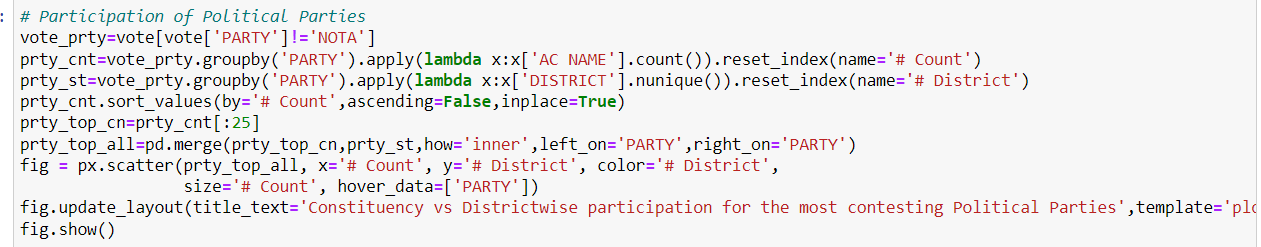 :
# Participation of Political Parties
vote_prty=vote[vote['PARTY']!='NOTA']
prty_cnt=vote_prty.groupby('PARTY').apply(lambda x:x['AC NAME'].count()).reset_index(name='# Count')
prty_st=vote_prty.groupby('PARTY').apply(lambda x:x['DISTRICT'].nunique()).reset_index(name='# District')
prty_cnt.sort_values(by='# Count',ascending=False,inplace=True)
prty_top_cn=prty_cnt[:25]
prty_top_all=pd.merge(prty_top_cn,prty_st,how='inner',left_on='PARTY',right_on='PARTY')
fig = px.scatter(prty_top_all, x='# Count', y='# District', color='# District',
                 size='# Count', hover_data=['PARTY'])
fig.update_layout(title_text='Constituency vs Districtwise participation for the most contesting Political Parties',template=
fig.show()